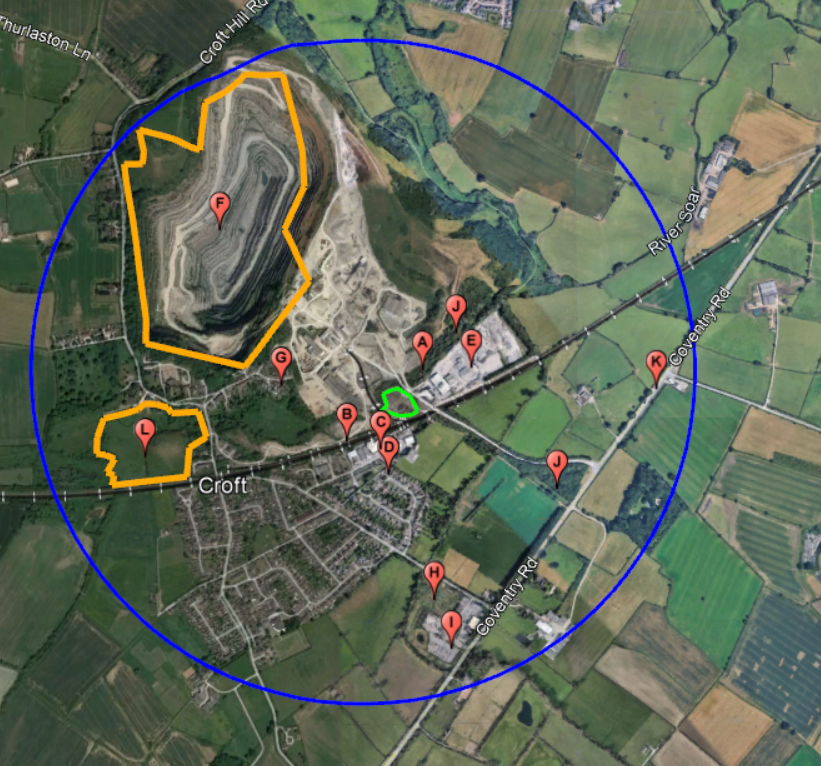 Thurlaston Ln
Croft Hill Rd
F
River Soar
J
A
E
Coventry Rd
G
K
B
C
L
D
J
Croft
H
Coventry Rd
I